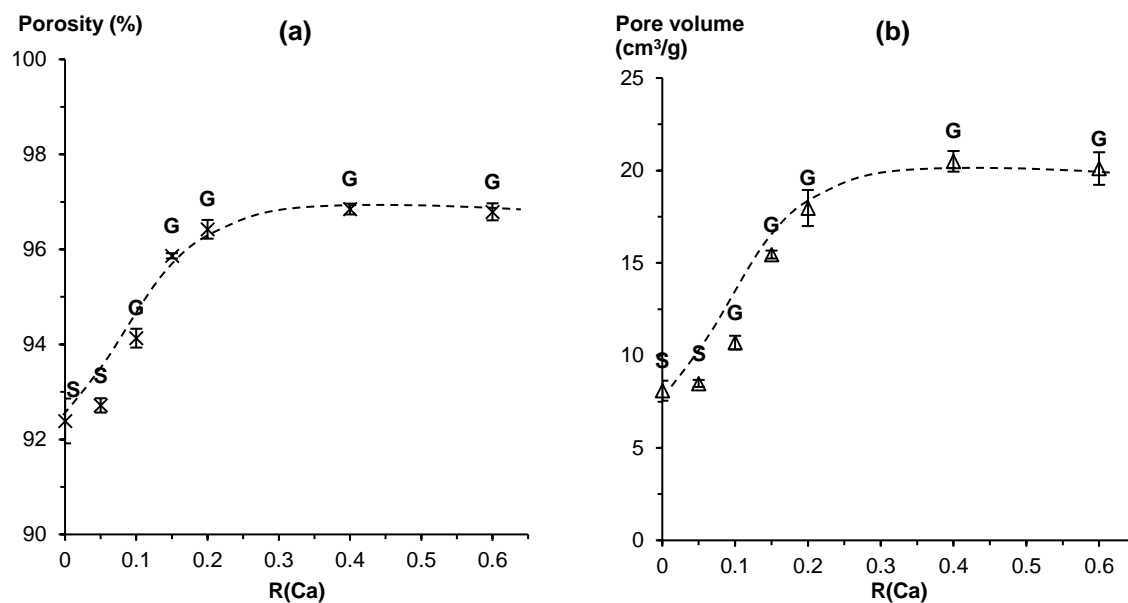 Porosity (%)
(a)
100
98
96
94
92
90
S
S
G
G
G
G
G
0
0.1
0.2
0.3
0.4
0.5
0.6
R(Ca)
Pore volume
(cm³/g)
(b)
25
20
15
10
5
0
S
S
G
G
G
G
G
0
0.1
0.2
0.3
0.4
0.5
0.6
R(Ca)